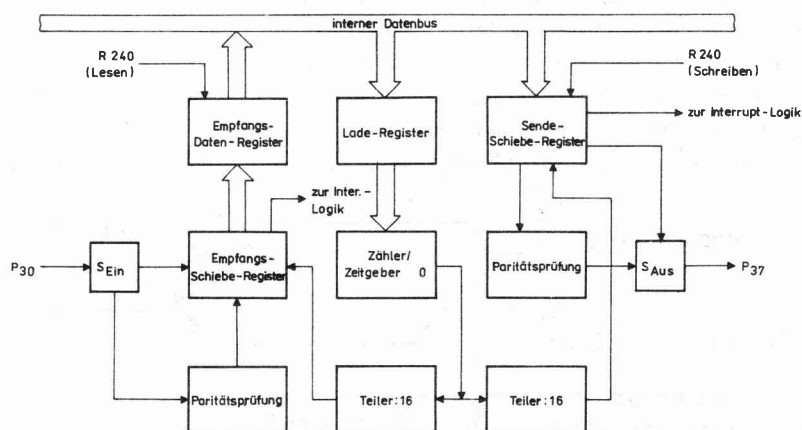 interner Datenbus
R 240
(Lesen)
R 240
(Schreiben)
Empfangs-
Daten-Register
Lade-Register
Sende-
Schiebe-Register
zur Interrupt-Logik
zur Inter.-
Logik
P30
SEin
Empfangs-
Schiebe-Register
Zähler/
Zeitgeber 0
Paritätsprüfung
SAus
P37
Paritätsprüfung
Teiler:16
Teiler:16